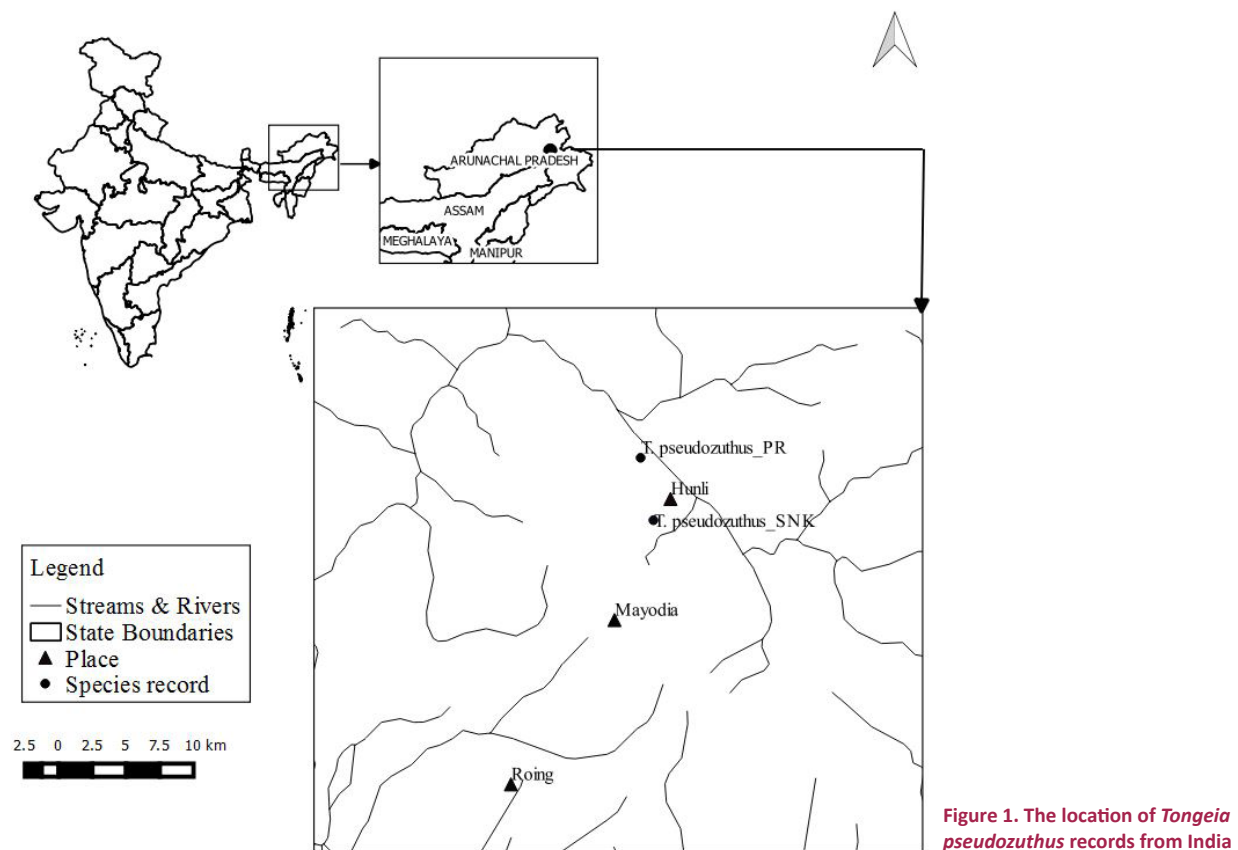 ARUNACHAL PRADESH
ASSAM
MEGHALAYA
MANIPUR
T. pseudozuthus_PR
Hunli
T. pseudozuthus_SNK
Mayodia
Roing
Legend
Streams & Rivers
State Boundaries
Place
Species record
2.5 0 2.5 5 7.5 10 km
Figure 1. The location of Tongeia
pseudozuthus records from India